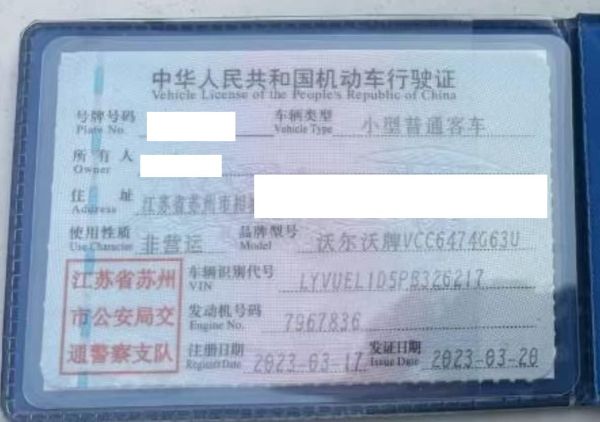 中华人民共和国机动车行驶证
Vehicle License of the People's Republic of China
号牌号码 车辆类型 小型普通客车
Plate No. Vehicle Type
所有人
Owner
住址 江苏省苏州市相
Address
使用性质 非营运 品牌型号 沃尔沃牌VCC6474G63U
Use Character Model
江苏省苏州
市公安局交
通警察支队
车辆识别代号 LYVUEL1D5PB326217
VIN
发动机号码 7967836
Engine No.
注册日期 2023-03-17 发证日期 2023-03-20
Register Date Issue Date